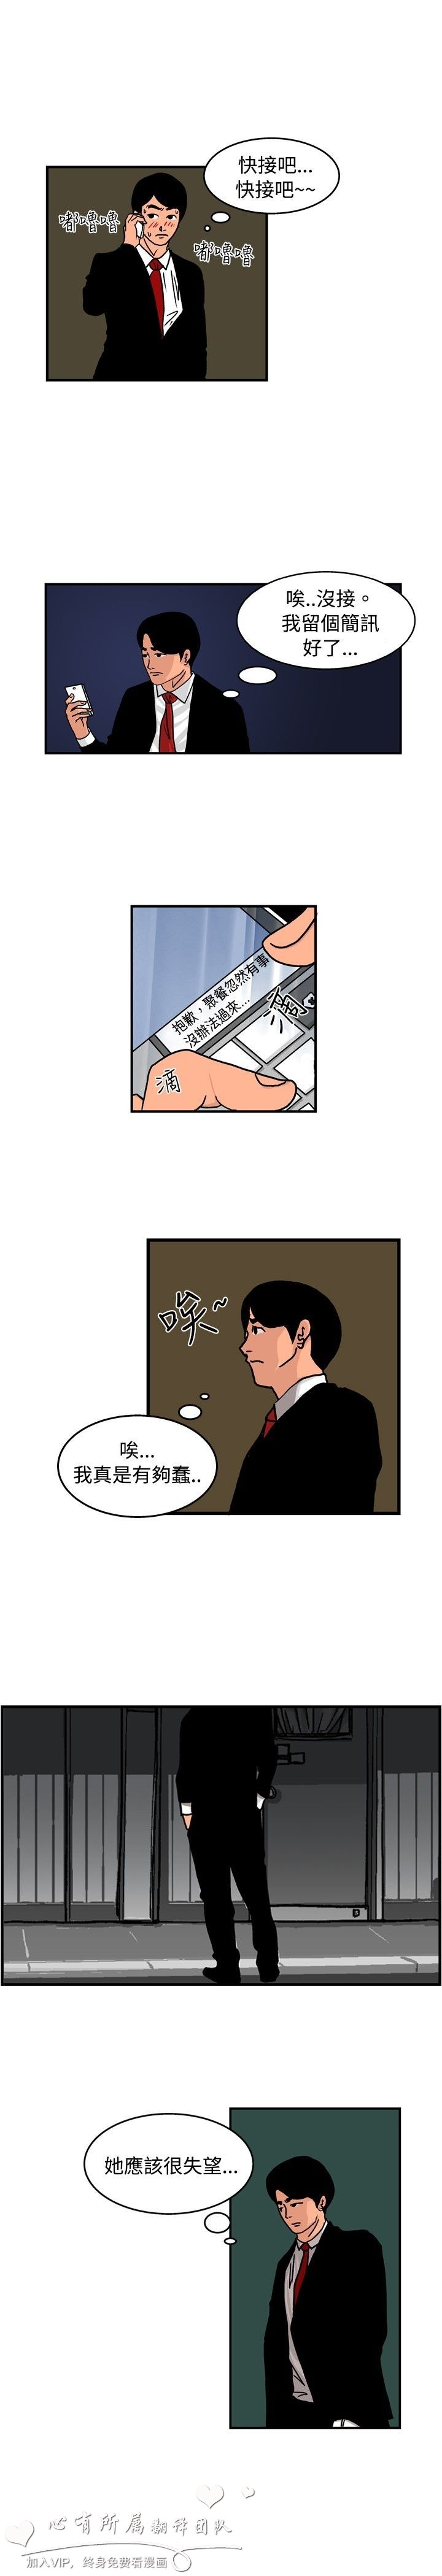 快接吧...
快接吧~~
嘟嚕嚕
嘟嚕嚕
唉..沒接。
我留個簡訊
好了...
抱歉，聚餐忽然有事
沒辦法過來...
滴
滴
唉~
唉...
我真是有夠蠢..
她應該很失望...
心有所属翻译团队
加入VIP，终身免费看漫画